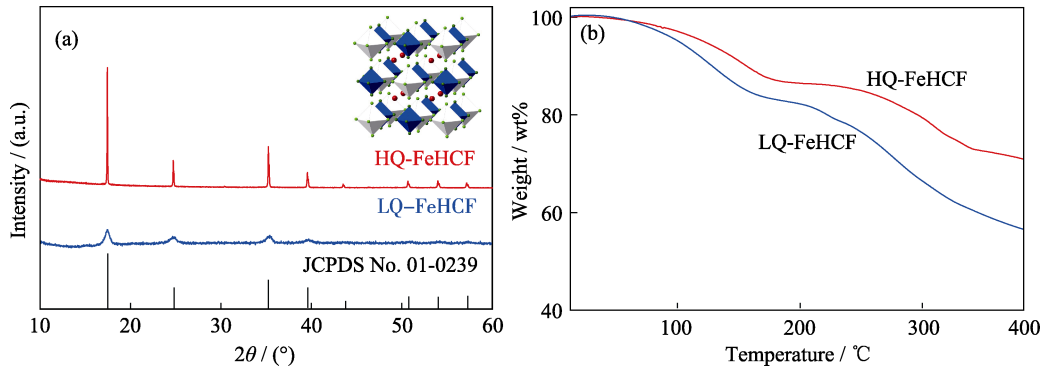 (a)
HQ-FeHCF
LQ–FeHCF
JCPDS No. 01-0239
Intensity / (a.u.)
10 20 30 40 50 60
2θ / (°)
(b)
HQ-FeHCF
LQ-FeHCF
Weight / wt%
100
80
60
40
100 200 300 400
Temperature / ℃